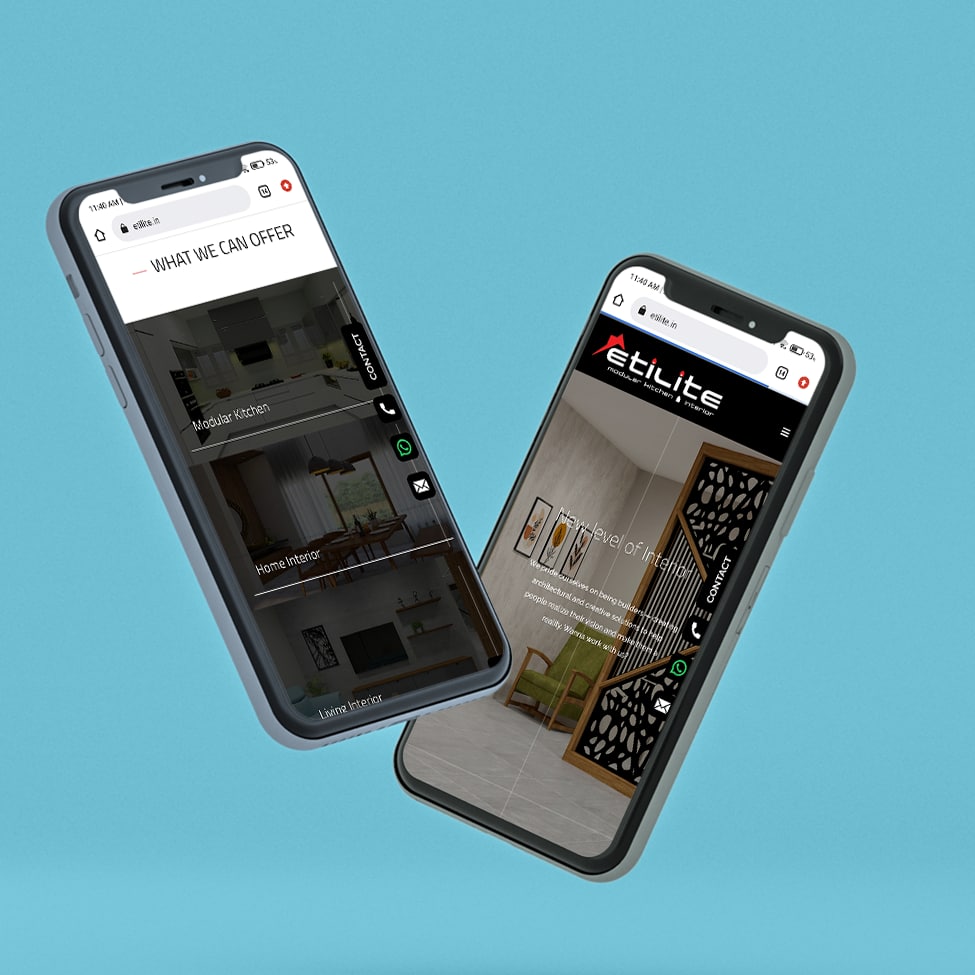 11:40 AM |
53%
etilite.in
14
WHAT WE CAN OFFER
CONTACT
Modular Kitchen
Home Interior
Living Interior
11:40 AM |
53%
etilite.in
14
etilite
modular kitchen interior
New level of Interior
We pride ourselves on being builders – creating
architectural and creative solutions to help
people realize their vision and make them a
reality. Wanna work with us?
CONTACT